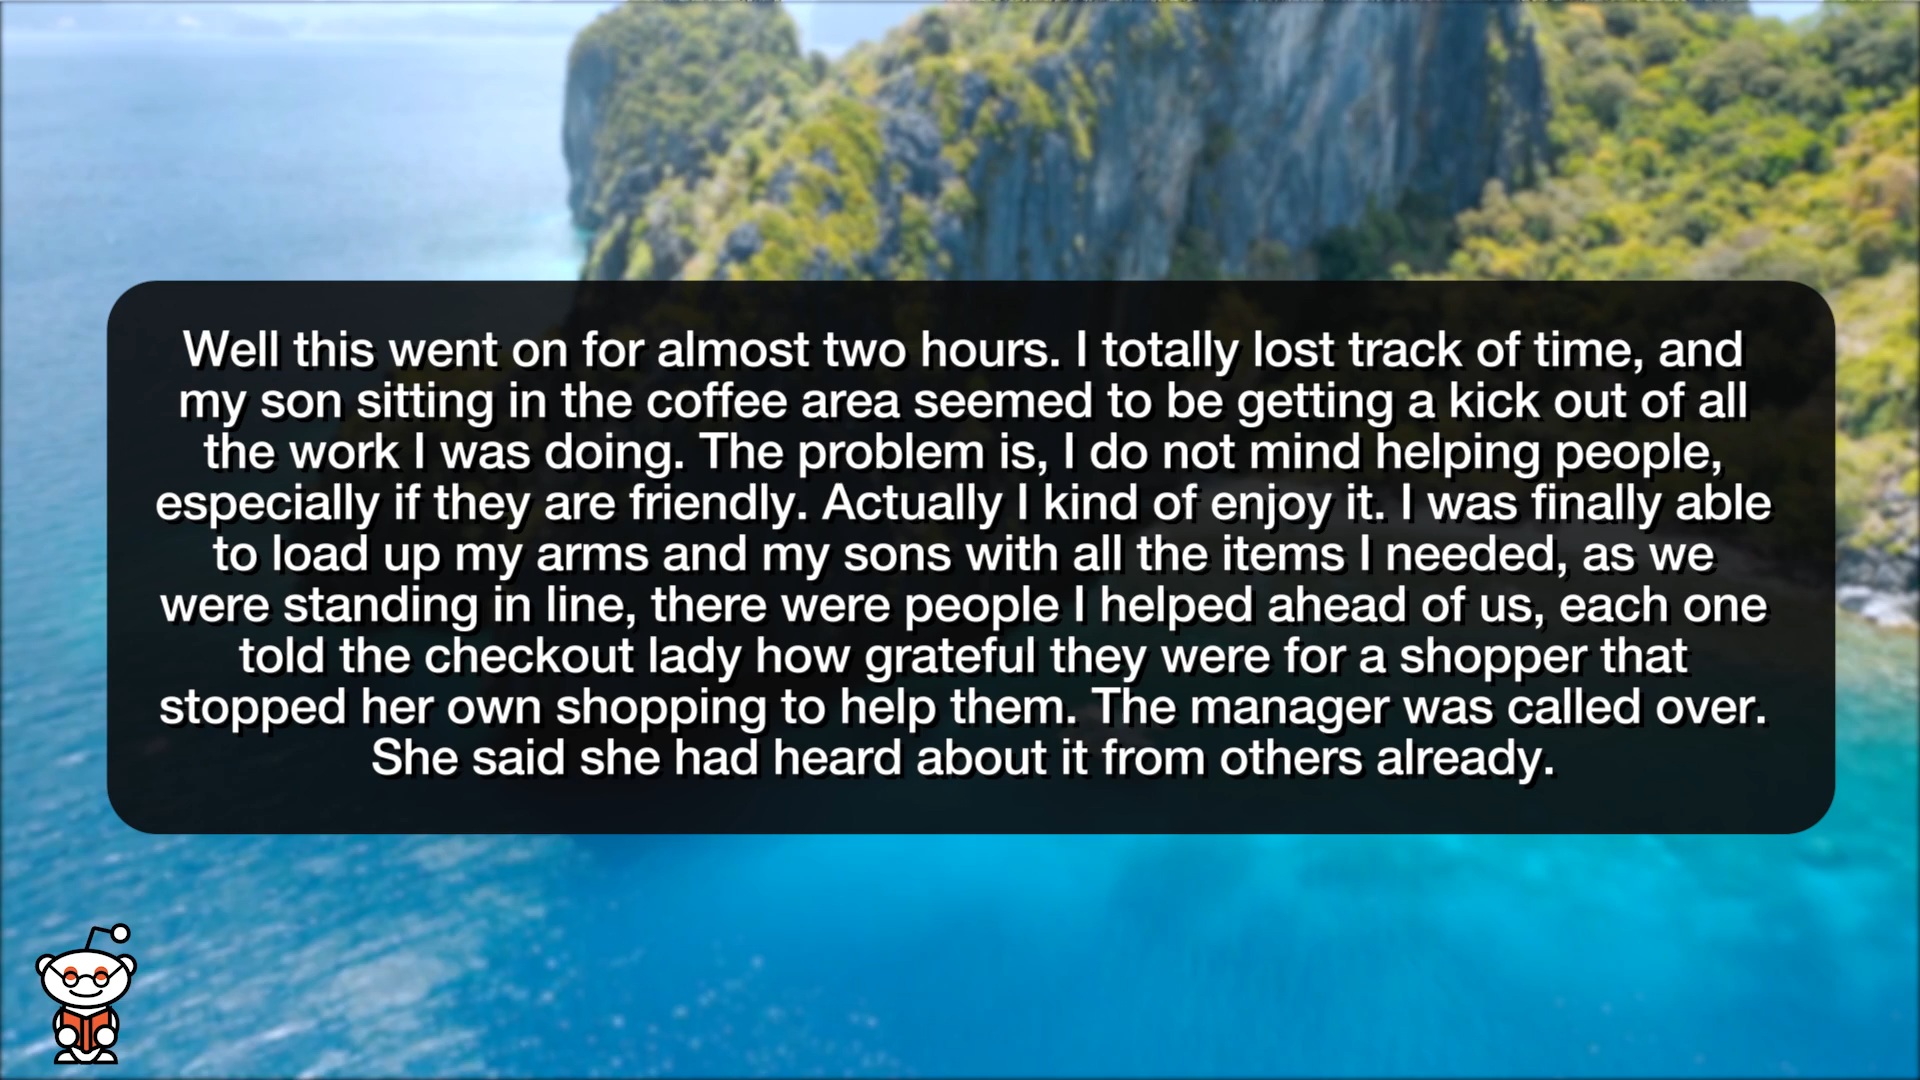 Well this went on for almost two hours. I totally lost track of time, and
my son sitting in the coffee area seemed to be getting a kick out of all
the work I was doing. The problem is, I do not mind helping people,
especially if they are friendly. Actually I kind of enjoy it. I was finally able
to load up my arms and my sons with all the items I needed, as we
were standing in line, there were people I helped ahead of us, each one
told the checkout lady how grateful they were for a shopper that
stopped her own shopping to help them. The manager was called over.
She said she had heard about it from others already.